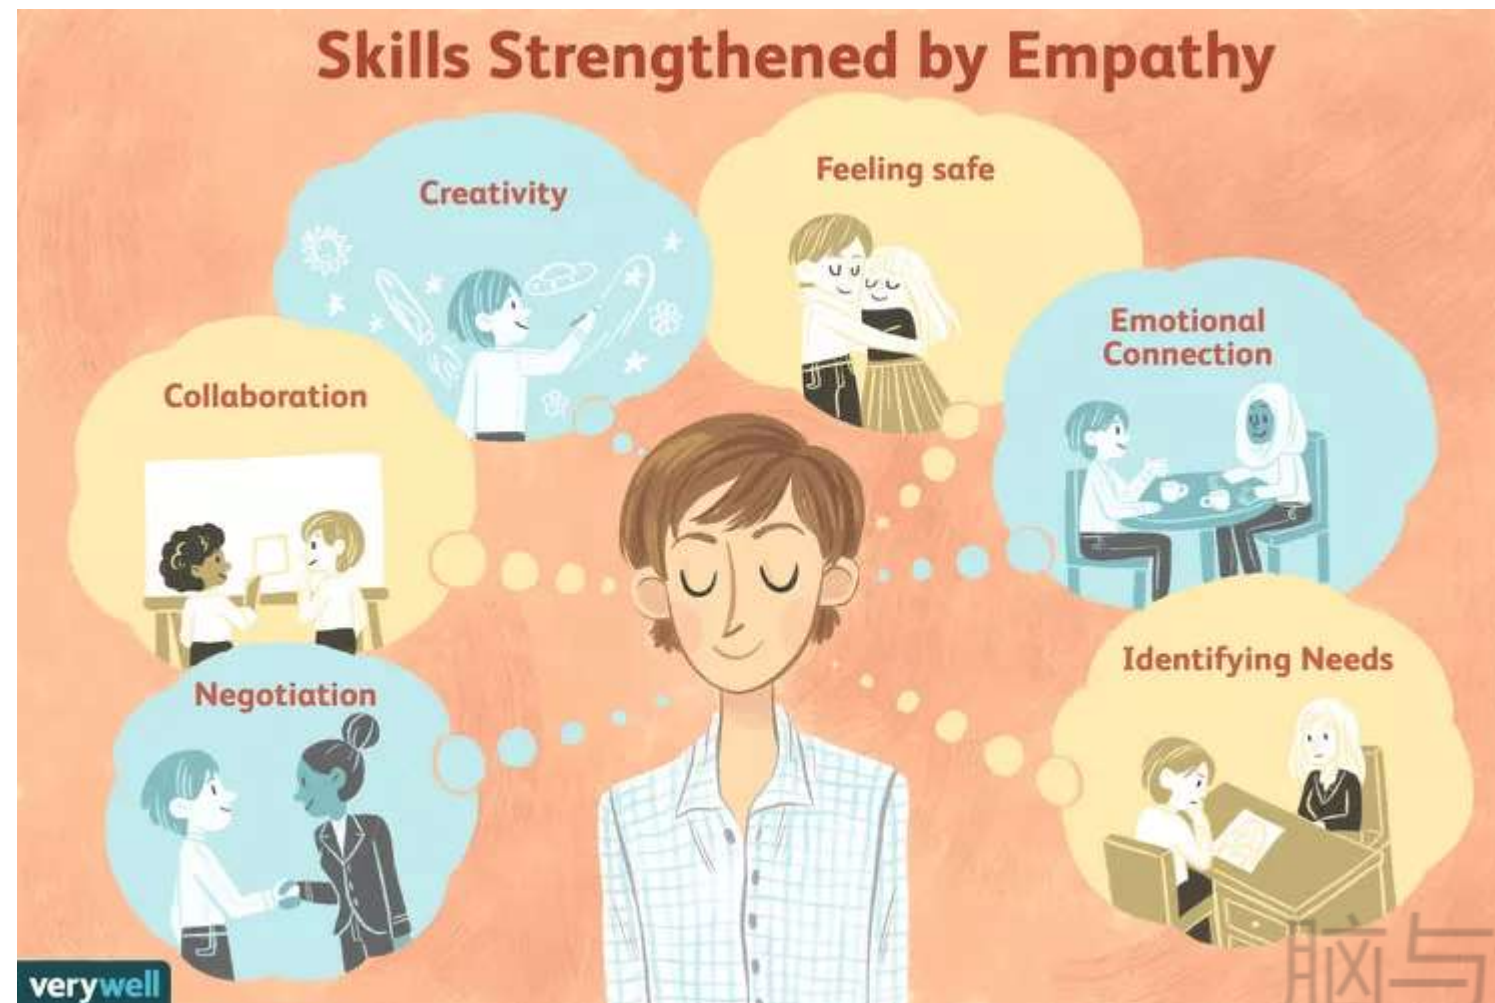 Skills Strengthened by Empathy
Creativity
Feeling safe
Emotional
Connection
Collaboration
Identifying Needs
Negotiation
verywell
脑与